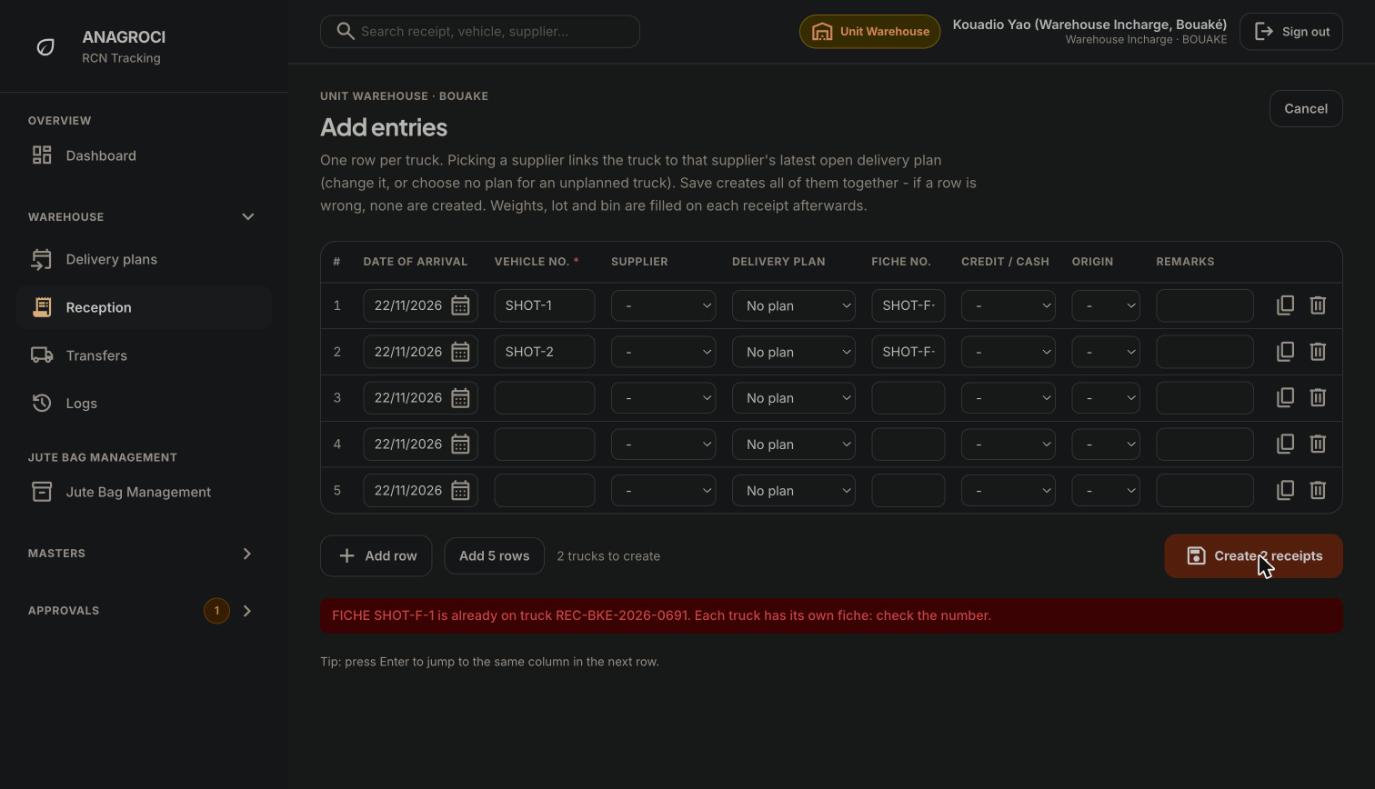 ANAGROCI
RCN Tracking
Search receipt, vehicle, supplier...
Unit Warehouse
Kouadio Yao (Warehouse Incharge, Bouaké)
Warehouse Incharge · BOUAKE
Sign out
OVERVIEW
Dashboard
WAREHOUSE
Delivery plans
Reception
Transfers
Logs
JUTE BAG MANAGEMENT
Jute Bag Management
MASTERS
APPROVALS 1
UNIT WAREHOUSE · BOUAKE
Add entries
Cancel
One row per truck. Picking a supplier links the truck to that supplier's latest open delivery plan
(change it, or choose no plan for an unplanned truck). Save creates all of them together - if a row is
wrong, none are created. Weights, lot and bin are filled on each receipt afterwards.
# DATE OF ARRIVAL VEHICLE NO. * SUPPLIER DELIVERY PLAN FICHE NO. CREDIT / CASH ORIGIN REMARKS
1 22/11/2026 SHOT-1 - No plan SHOT-F- - -
2 22/11/2026 SHOT-2 - No plan SHOT-F- - -
3 22/11/2026 - No plan - -
4 22/11/2026 - No plan - -
5 22/11/2026 - No plan - -
Add row
Add 5 rows
2 trucks to create
Create 2 receipts
FICHE SHOT-F-1 is already on truck REC-BKE-2026-0691. Each truck has its own fiche: check the number.
Tip: press Enter to jump to the same column in the next row.